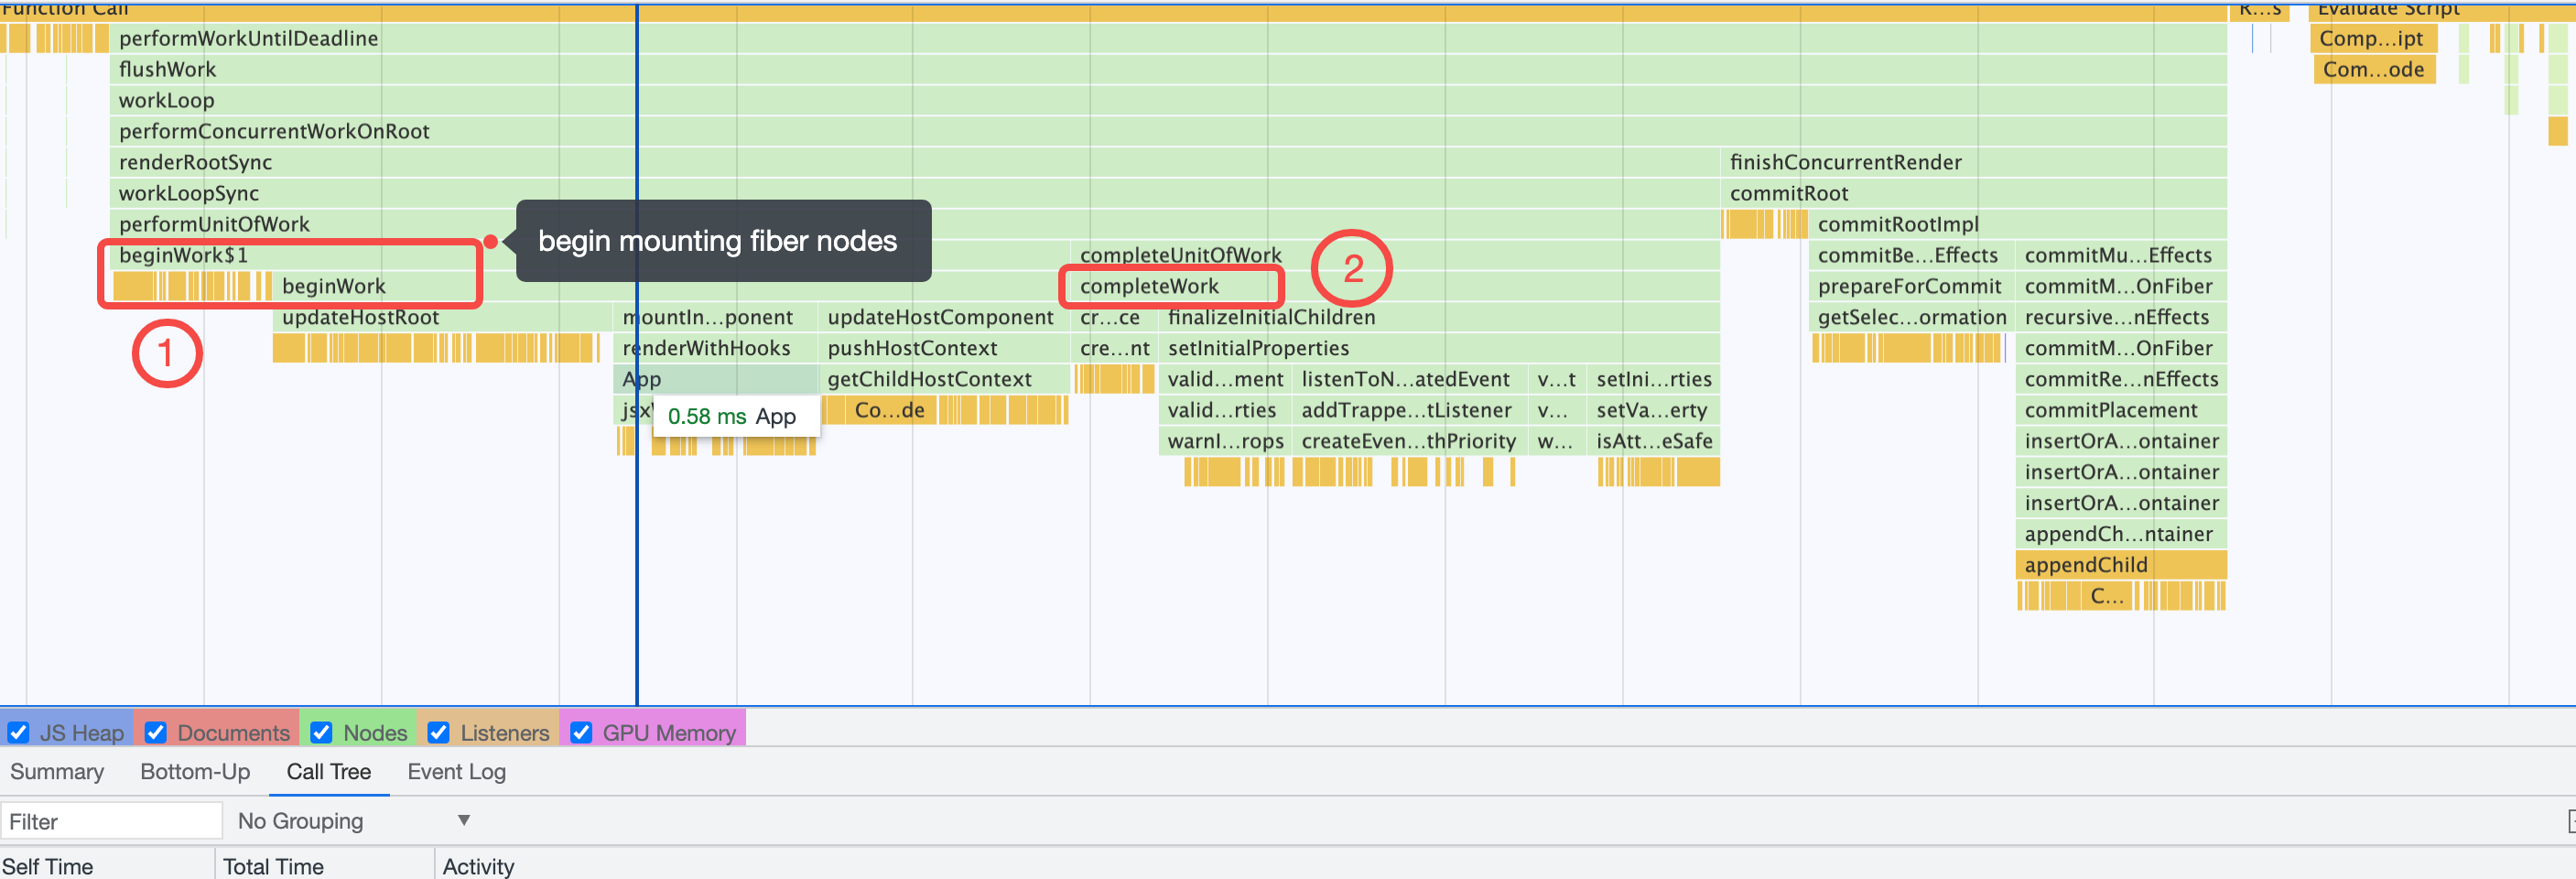 Function Call R...s Evaluate Script
performWorkUntilDeadline Comp...ipt
flushWork Com...ode
workLoop
performConcurrentWorkOnRoot
renderRootSync finishConcurrentRender
workLoopSync commitRoot
performUnitOfWork commitRootImpl
begin mounting fiber nodes
beginWork$1 completeUnitOfWork commitBe...Effects commitMu...Effects
2
beginWork completeWork prepareForCommit commitM...OnFiber
updateHostRoot mountIn...ponent updateHostComponent cr...ce finalizeInitialChildren getSelec...ormation recursive...nEffects
1
renderWithHooks pushHostContext cre...nt setInitialProperties commitM...OnFiber
App getChildHostContext valid...ment listenToN...atedEvent v...t setIni...rties commitRe...nEffects
0.58 ms App Co...de valid...rties addTrappe...tListener v... setVa...erty commitPlacement
warnI...rops createEven...thPriority w... isAtt...eSafe insertOrA...ontainer
insertOrA...ontainer
insertOrA...ontainer
appendCh...ntainer
appendChild
C...
JS Heap Documents Nodes Listeners GPU Memory
Summary Bottom-Up Call Tree Event Log
Filter No Grouping ▼
Self Time Total Time Activity